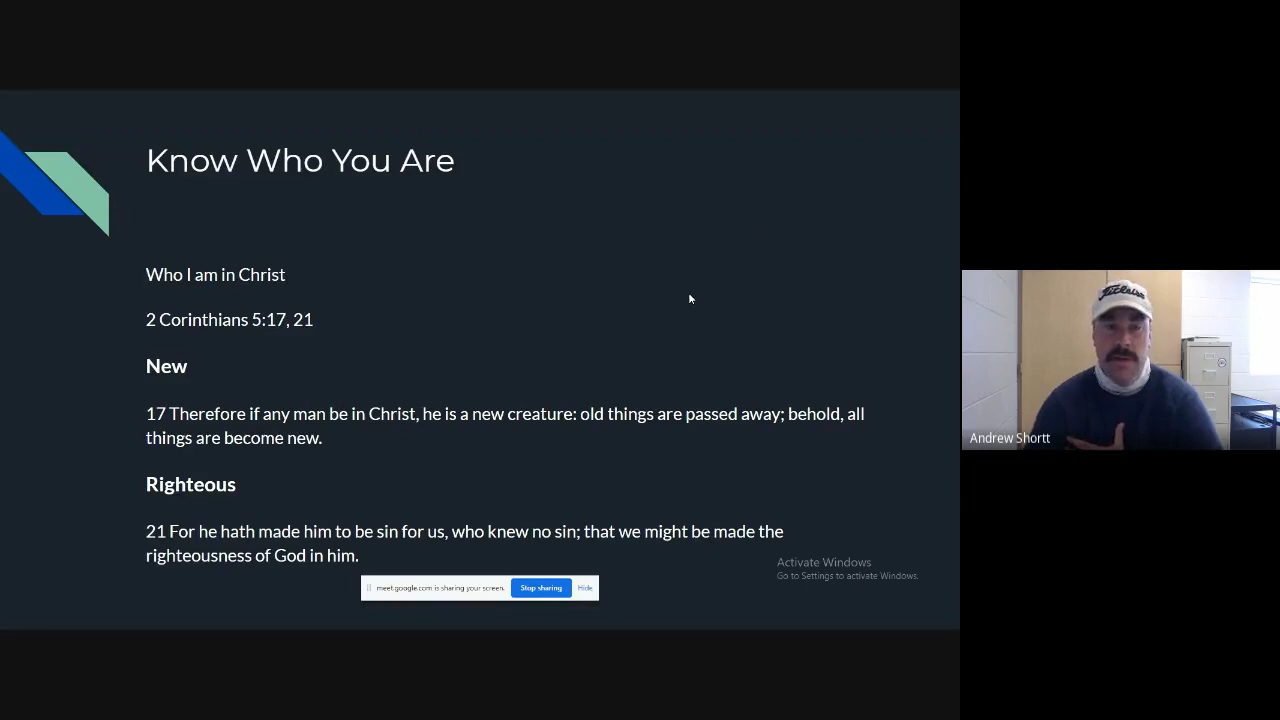 Know Who You Are
Who I am in Christ
2 Corinthians 5:17, 21
New
17 Therefore if any man be in Christ, he is a new creature: old things are passed away; behold, all
things are become new.
Righteous
21 For he hath made him to be sin for us, who knew no sin; that we might be made the
righteousness of God in him.
Activate Windows
Go to Settings to activate Windows.
meet.google.com is sharing your screen.
Stop sharing
Hide
Titleist
Andrew Shortt